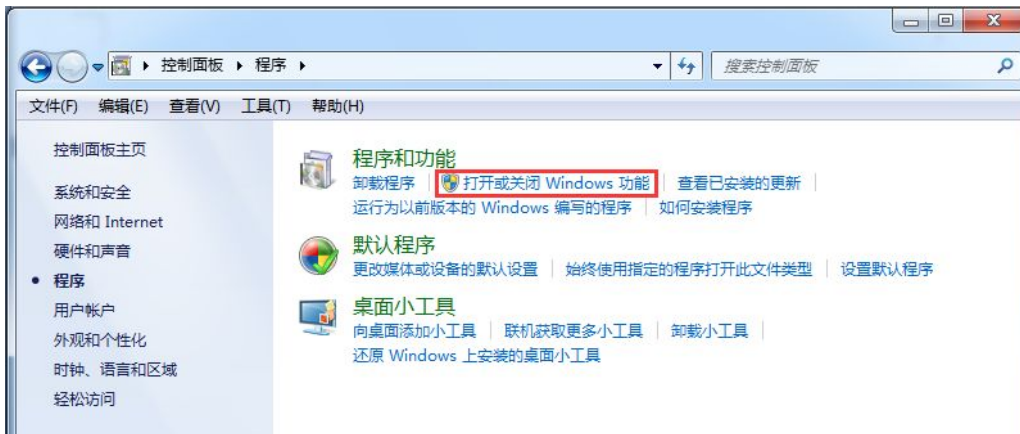 控制面板 程序
搜索控制面板
文件(F) 编辑(E) 查看(V) 工具(T) 帮助(H)
控制面板主页
系统和安全
网络和 Internet
硬件和声音
程序
用户帐户
外观和个性化
时钟、语言和区域
轻松访问
程序和功能
卸载程序 打开或关闭 Windows 功能 查看已安装的更新
运行为以前版本的 Windows 编写的程序 如何安装程序
默认程序
更改媒体或设备的默认设置 始终使用指定的程序打开此文件类型 设置默认程序
桌面小工具
向桌面添加小工具 联机获取更多小工具 卸载小工具
还原 Windows 上安装的桌面小工具